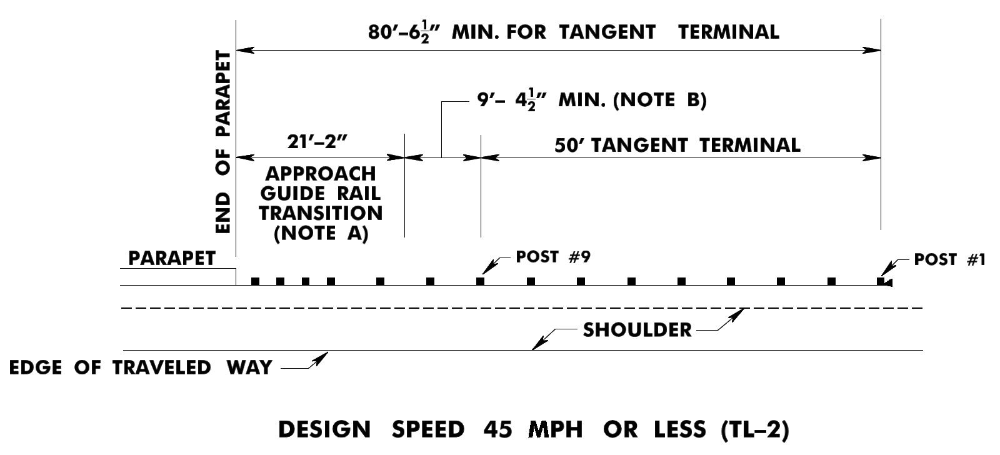 80′–6½″ MIN. FOR TANGENT TERMINAL
END OF PARAPET
9′– 4½″ MIN. (NOTE B)
21′–2″
50′ TANGENT TERMINAL
APPROACH
GUIDE RAIL
TRANSITION
(NOTE A)
PARAPET
POST #9
POST #1
SHOULDER
EDGE OF TRAVELED WAY
DESIGN SPEED 45 MPH OR LESS (TL–2)